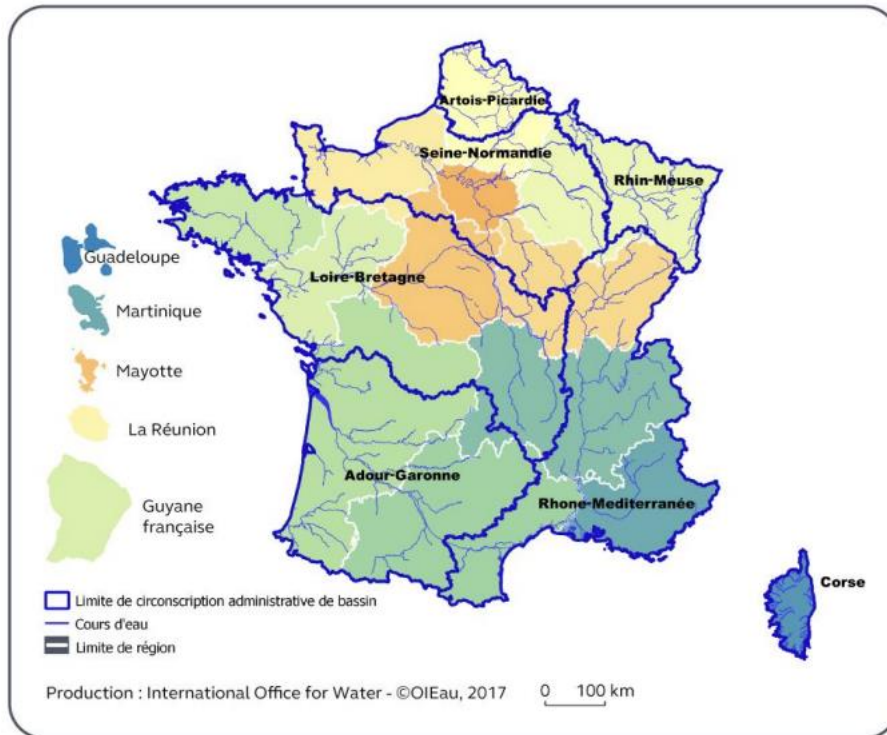 Artois-Picardie
Seine-Normandie
Rhin-Meuse
Guadeloupe
Loire-Bretagne
Martinique
Mayotte
La Réunion
Adour-Garonne
Guyane
française
Rhone-Mediterranée
Corse
Limite de circonscription administrative de bassin
Cours d'eau
Limite de région
Production : International Office for Water - ©OIEau, 2017
0 100 km